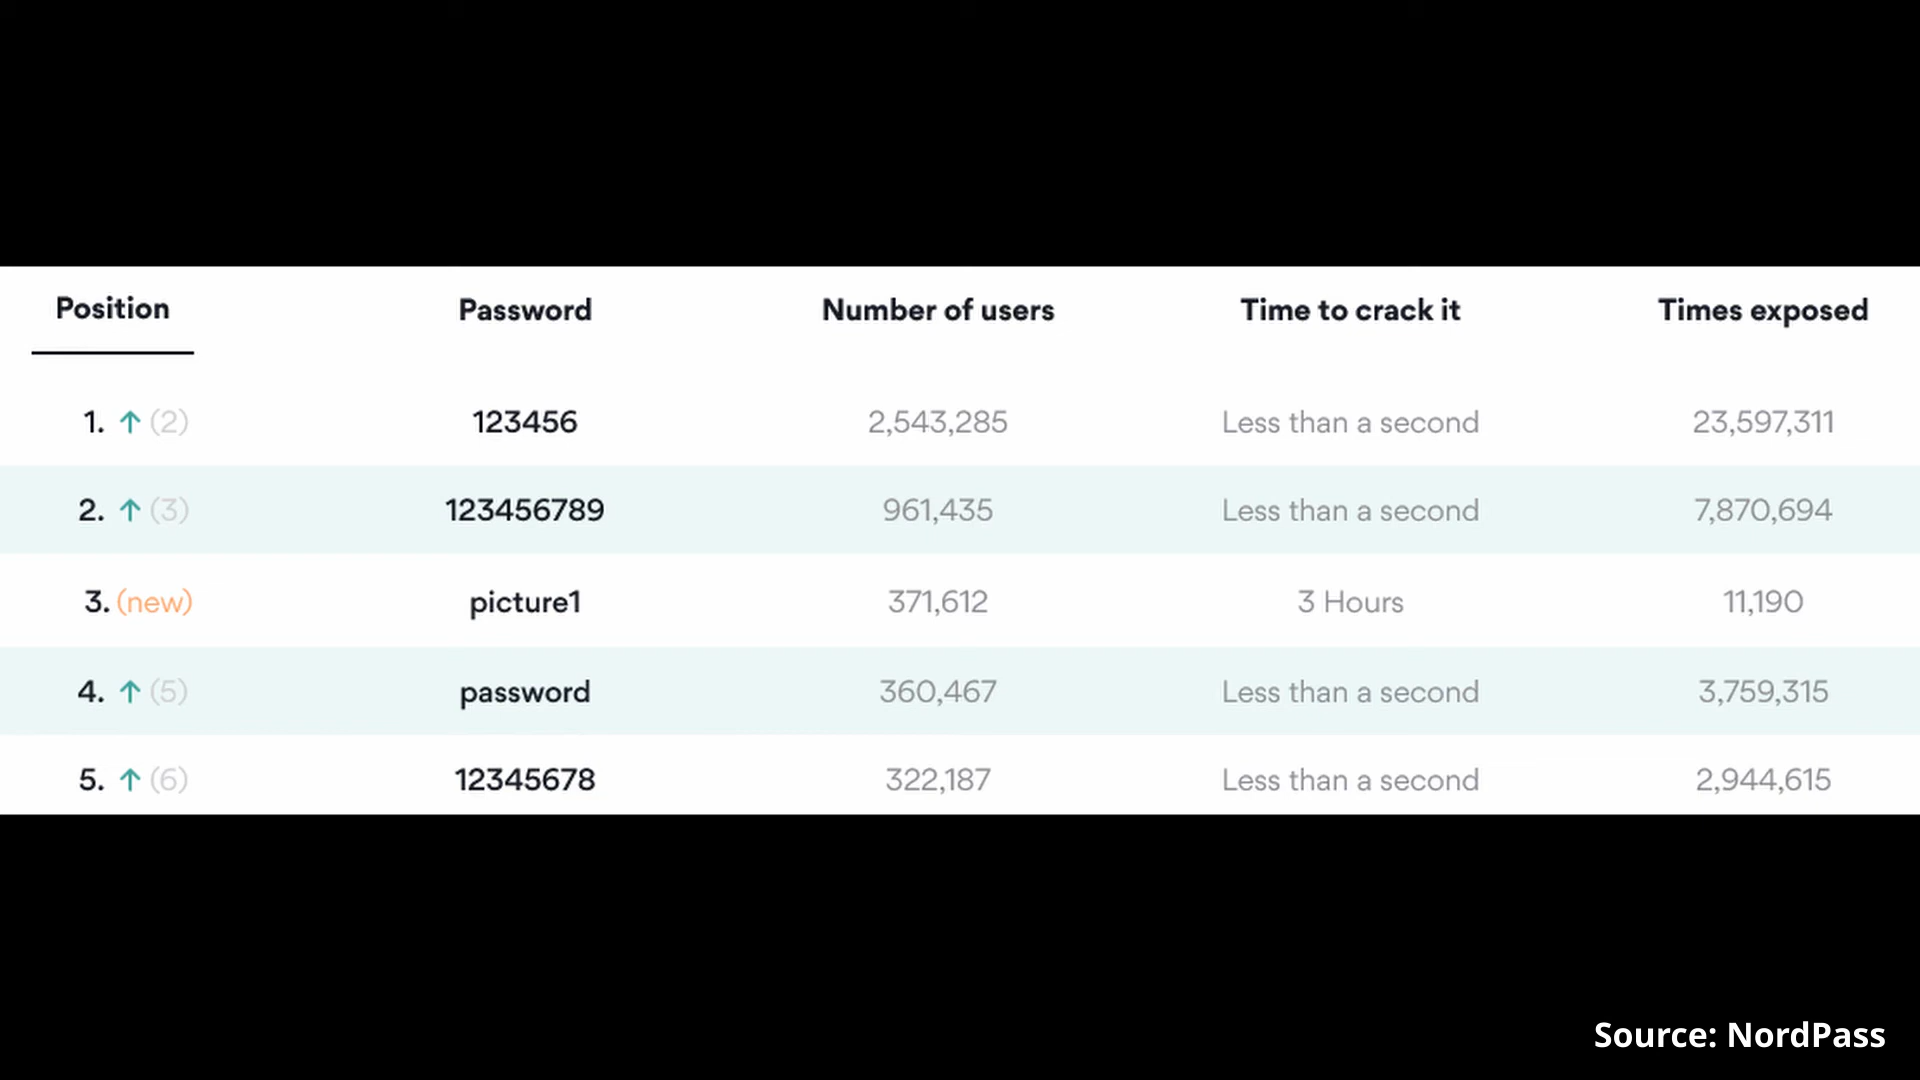 Position Password Number of users Time to crack it Times exposed
1. ↑ (2) 123456 2,543,285 Less than a second 23,597,311
2. ↑ (3) 123456789 961,435 Less than a second 7,870,694
3. (new) picture1 371,612 3 Hours 11,190
4. ↑ (5) password 360,467 Less than a second 3,759,315
5. ↑ (6) 12345678 322,187 Less than a second 2,944,615
Source: NordPass